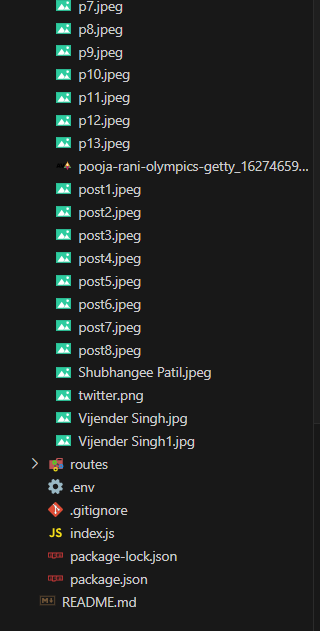 p7.jpeg
p8.jpeg
p9.jpeg
p10.jpeg
p11.jpeg
p12.jpeg
p13.jpeg
pooja-rani-olympics-getty_16274659...
post1.jpeg
post2.jpeg
post3.jpeg
post4.jpeg
post5.jpeg
post6.jpeg
post7.jpeg
post8.jpeg
Shubhangee Patil.jpeg
twitter.png
Vijender Singh.jpg
Vijender Singh1.jpg
routes
.env
.gitignore
JS index.js
package-lock.json
package.json
README.md